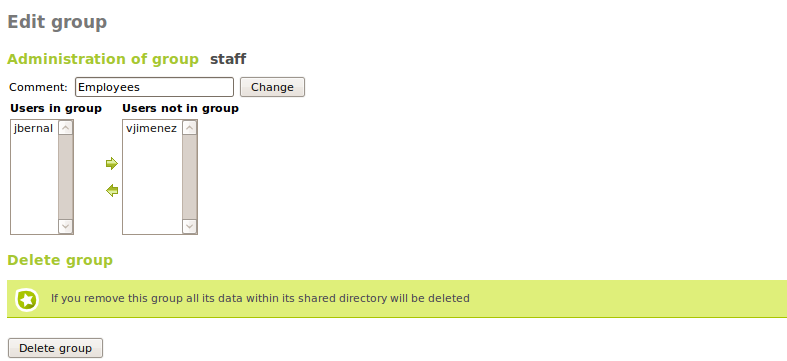 Edit group
Administration of group staff
Comment: Employees Change
Users in group Users not in group
jbernal vjimenez
Delete group
If you remove this group all its data within its shared directory will be deleted
Delete group